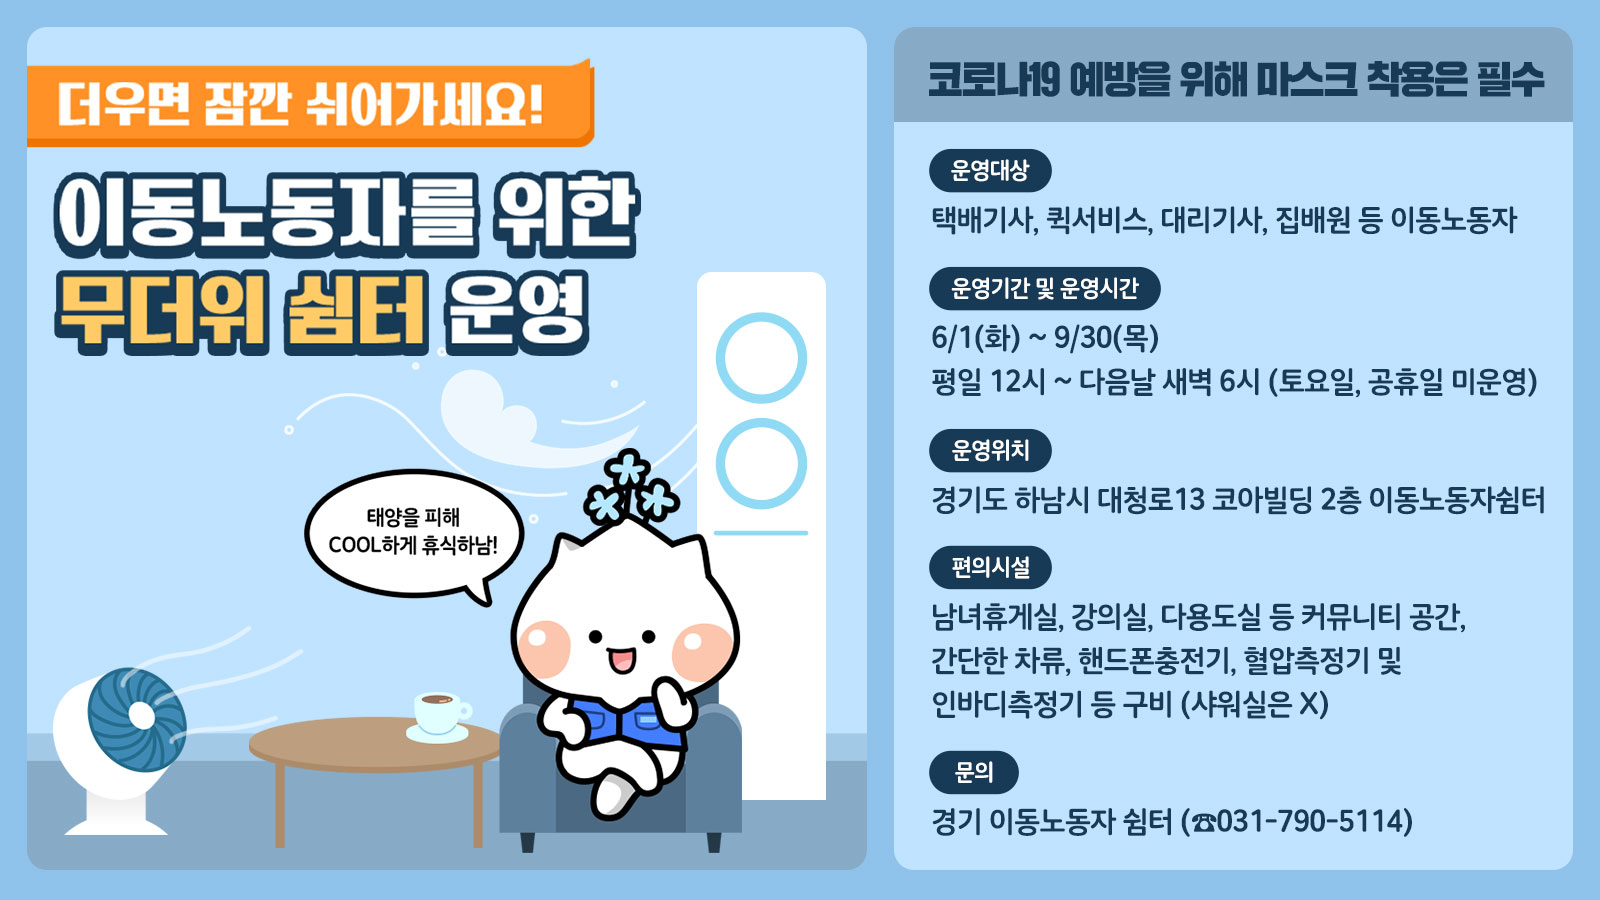 더우면 잠깐 쉬어가세요!
이동노동자를 위한
무더위 쉼터 운영
태양을 피해
COOL하게 휴식하남!
코로나19 예방을 위해 마스크 착용은 필수
운영대상
택배기사, 퀵서비스, 대리기사, 집배원 등 이동노동자
운영기간 및 운영시간
6/1(화) ~ 9/30(목)
평일 12시 ~ 다음날 새벽 6시 (토요일, 공휴일 미운영)
운영위치
경기도 하남시 대청로13 코아빌딩 2층 이동노동자쉼터
편의시설
남녀휴게실, 강의실, 다용도실 등 커뮤니티 공간,
간단한 차류, 핸드폰충전기, 혈압측정기 및
인바디측정기 등 구비 (샤워실은 X)
문의
경기 이동노동자 쉼터 (☎031-790-5114)